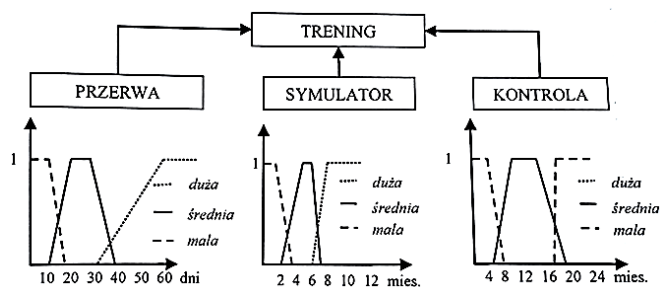 TRENING
PRZERWA
SYMULATOR
KONTROLA
1
duża
średnia
mała
10 20 30 40 50 60 dni
1
duża
średnia
mała
2 4 6 8 10 12 mies.
1
duża
średnia
mała
4 8 12 16 20 24 mies.